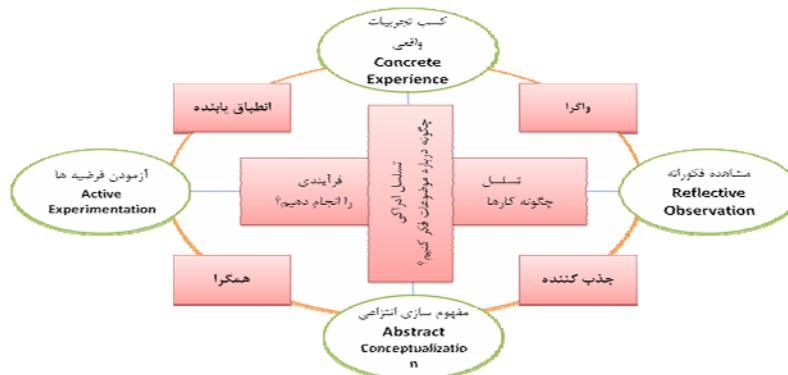 کسب تجربیات
واقعی
Concrete
Experience
انطباق یابنده
واگرا
آزمودن فرضیه ها
Active
Experimentation
فرآیندی
را انجام دهیم؟
تسلسل ادراکی
چگونه درباره موضوعات فکر کنیم؟
تسلسل
چگونه کارها
مشاهده فکورانه
Reflective
Observation
همگرا
جذب کننده
مفهوم سازی انتزاعی
Abstract
Conceptualizatio
n